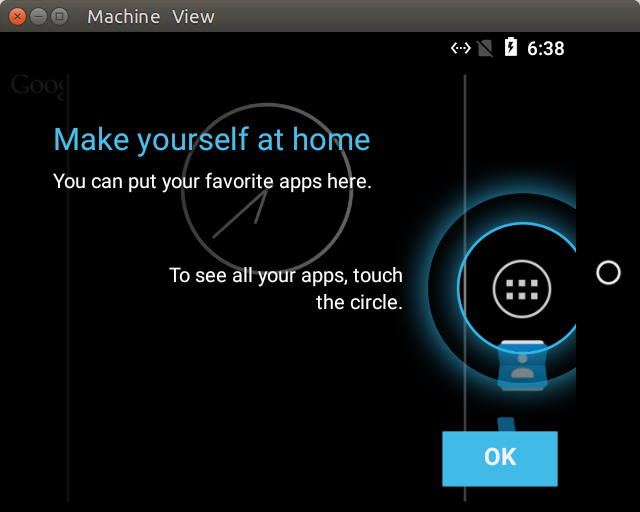 Machine View
6:38
Goog
Make yourself at home
You can put your favorite apps here.
To see all your apps, touch
the circle.
OK